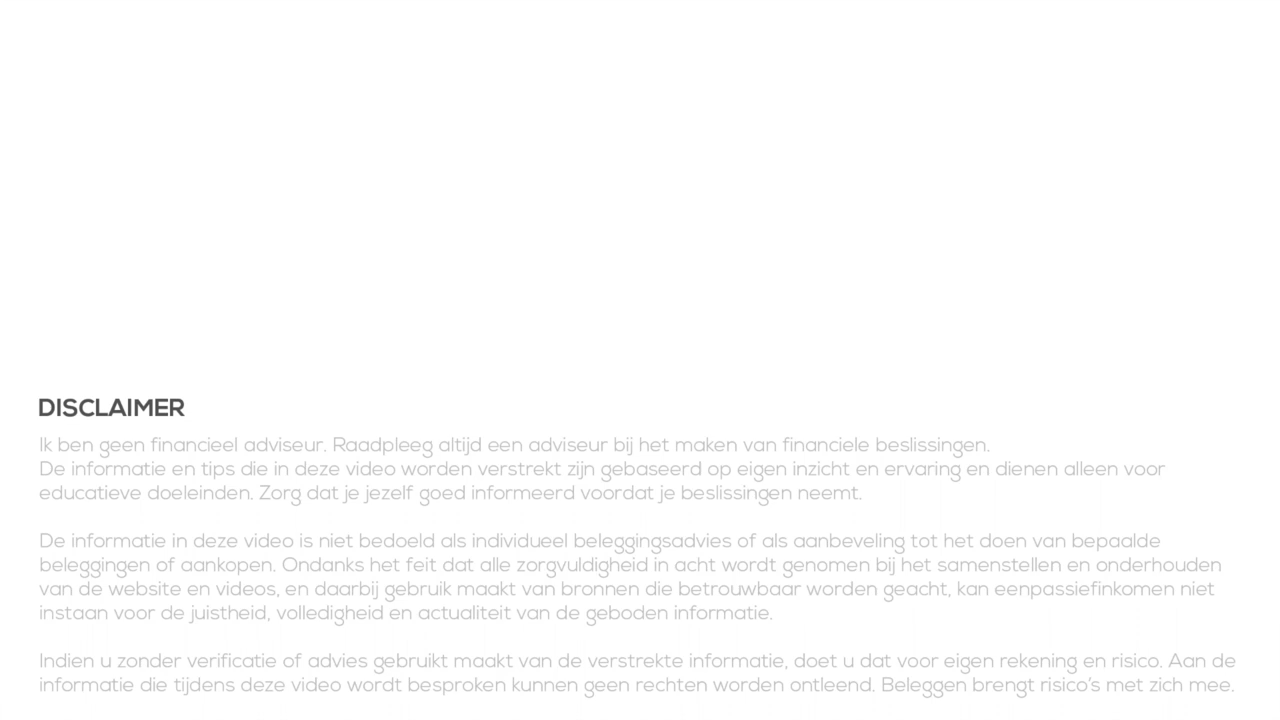 DISCLAIMER
Ik ben geen financieel adviseur. Raadpleeg altijd een adviseur bij het maken van financiele beslissingen.
De informatie en tips die in deze video worden verstrekt zijn gebaseerd op eigen inzicht en ervaring en dienen alleen voor
educatieve doeleinden. Zorg dat je jezelf goed informeerd voordat je beslissingen neemt.
De informatie in deze video is niet bedoeld als individueel beleggingsadvies of als aanbeveling tot het doen van bepaalde
beleggingen of aankopen. Ondanks het feit dat alle zorgvuldigheid in acht wordt genomen bij het samenstellen en onderhouden
van de website en videos, en daarbij gebruik maakt van bronnen die betrouwbaar worden geacht, kan eenpassiefinkomen niet
instaan voor de juistheid, volledigheid en actualiteit van de geboden informatie.
Indien u zonder verificatie of advies gebruikt maakt van de verstrekte informatie, doet u dat voor eigen rekening en risico. Aan de
informatie die tijdens deze video wordt besproken kunnen geen rechten worden ontleend. Beleggen brengt risico's met zich mee.